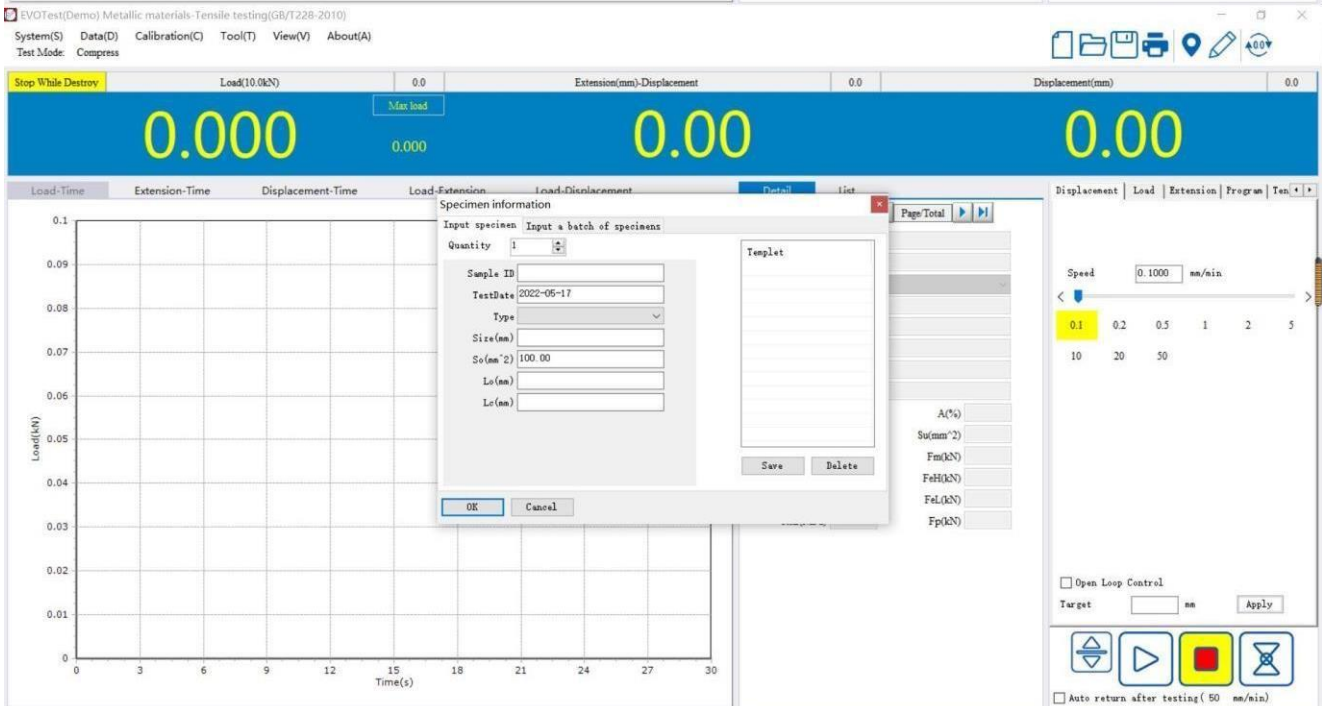 EVOTest(Demo) Metallic materials-Tensile testing(GB/T228-2010)
System(S) Data(D) Calibration(C) Tool(T) View(V) About(A)
Test Mode: Compress
Stop While Destroy Load(10.0kN) 0.0 Extension(mm)-Displacement 0.0 Displacement(mm) 0.0
Max load
0.000 0.000 0.00 0.00
Load-Time Extension-Time Displacement-Time Load-Extension Load-Displacement Detail List
Specimen information
Input specimen Input a batch of specimens
Quantity 1
Sample ID
TestDate 2022-05-17
Type
Size(mm)
So(mm^2) 100.00
Lo(mm)
Lc(mm)
Templet
Save Delete
OK Cancel
Page/Total
A(%)
Su(mm^2)
Fm(kN)
FeH(kN)
FeL(kN)
Fp(kN)
Load(kN)
0.1
0.09
0.08
0.07
0.06
0.05
0.04
0.03
0.02
0.01
0
0 3 6 9 12 15 18 21 24 27 30
Time(s)
Displacement Load Extension Program Ten
Speed 0.1000 mm/min
0.1 0.2 0.5 1 2 5
10 20 50
Open Loop Control
Target mm Apply
Auto return after testing( 50 mm/min)